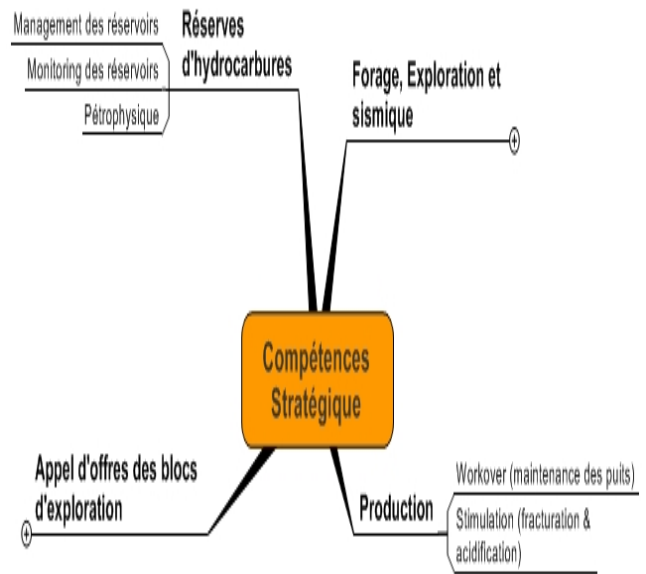 Management des réservoirs
Monitoring des réservoirs
Pétrophysique
Réserves
d'hydrocarbures
Forage, Exploration et
sismique
Compétences
Stratégique
Appel d'offres des blocs
d'exploration
Production
Workover (maintenance des puits)
Stimulation (fracturation &
acidification)